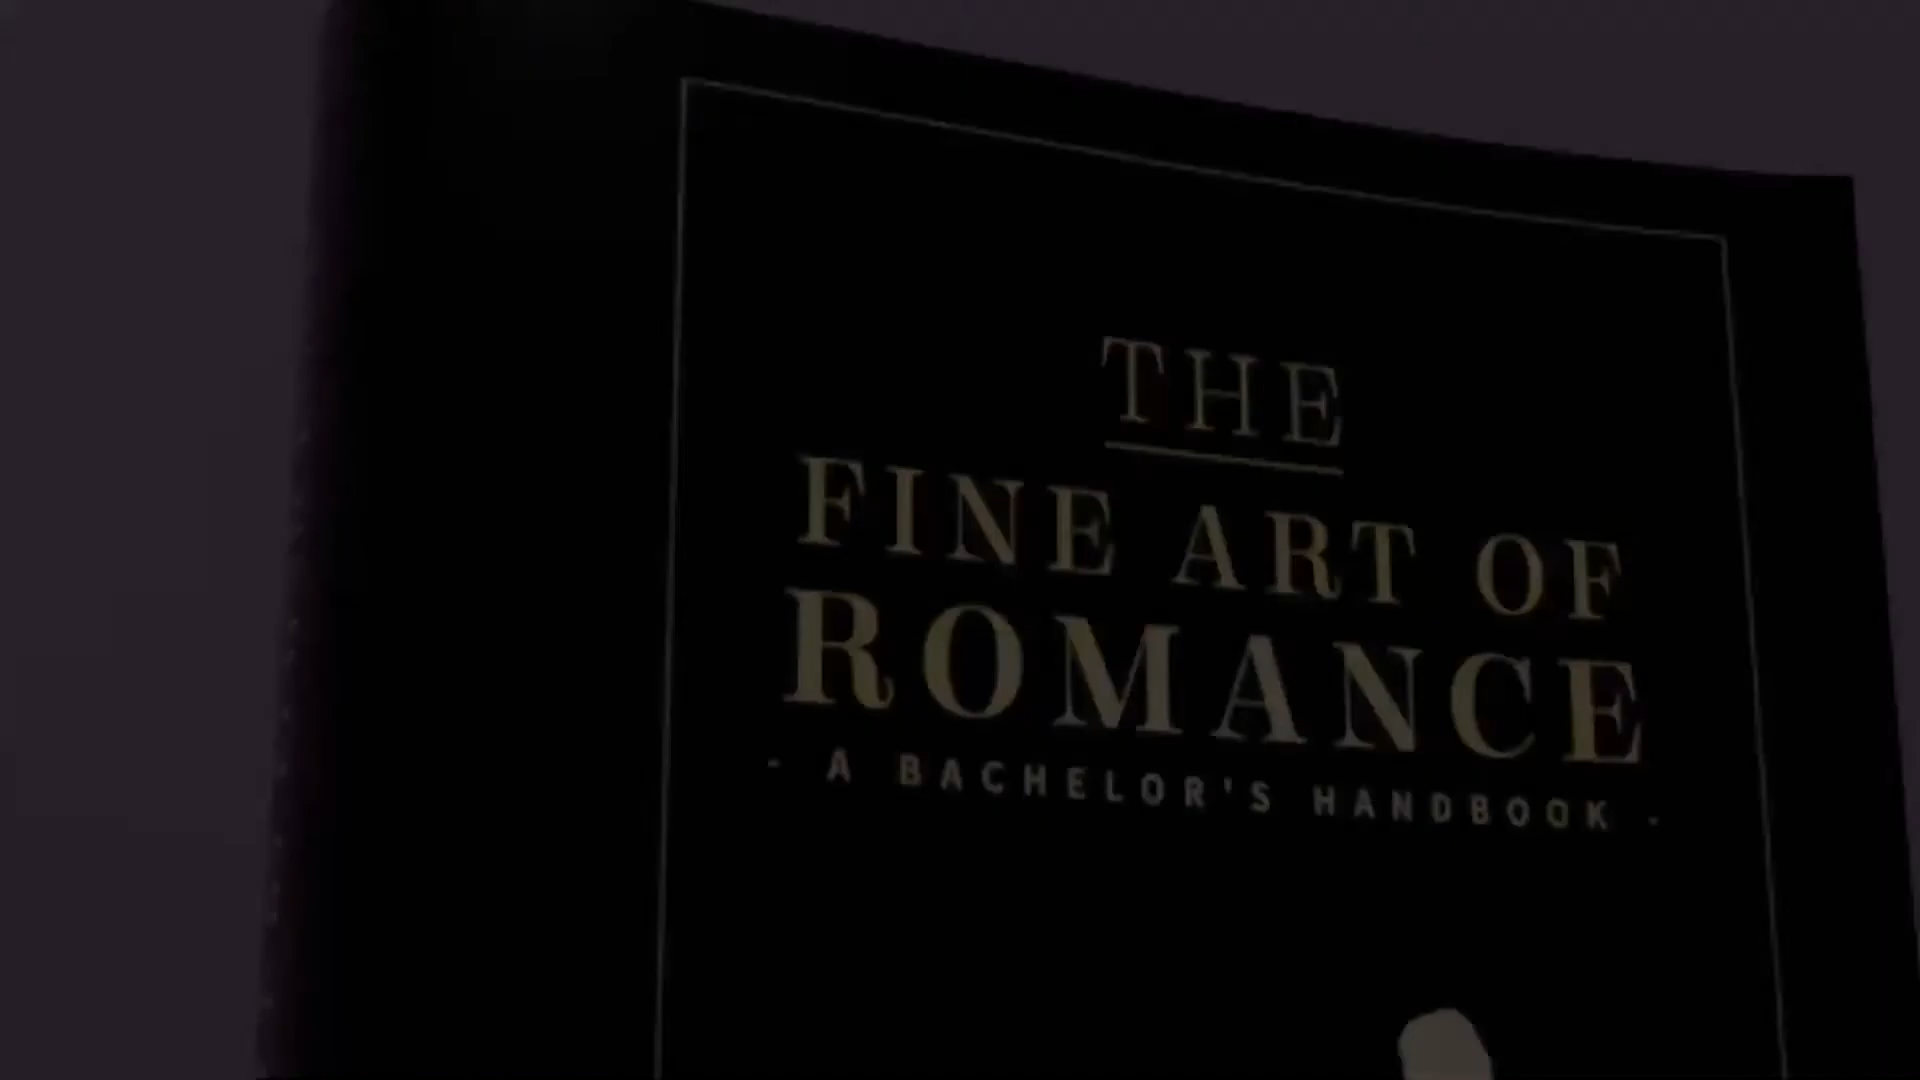 THE
FINE ART OF
ROMANCE
- A BACHELOR'S HANDBOOK -